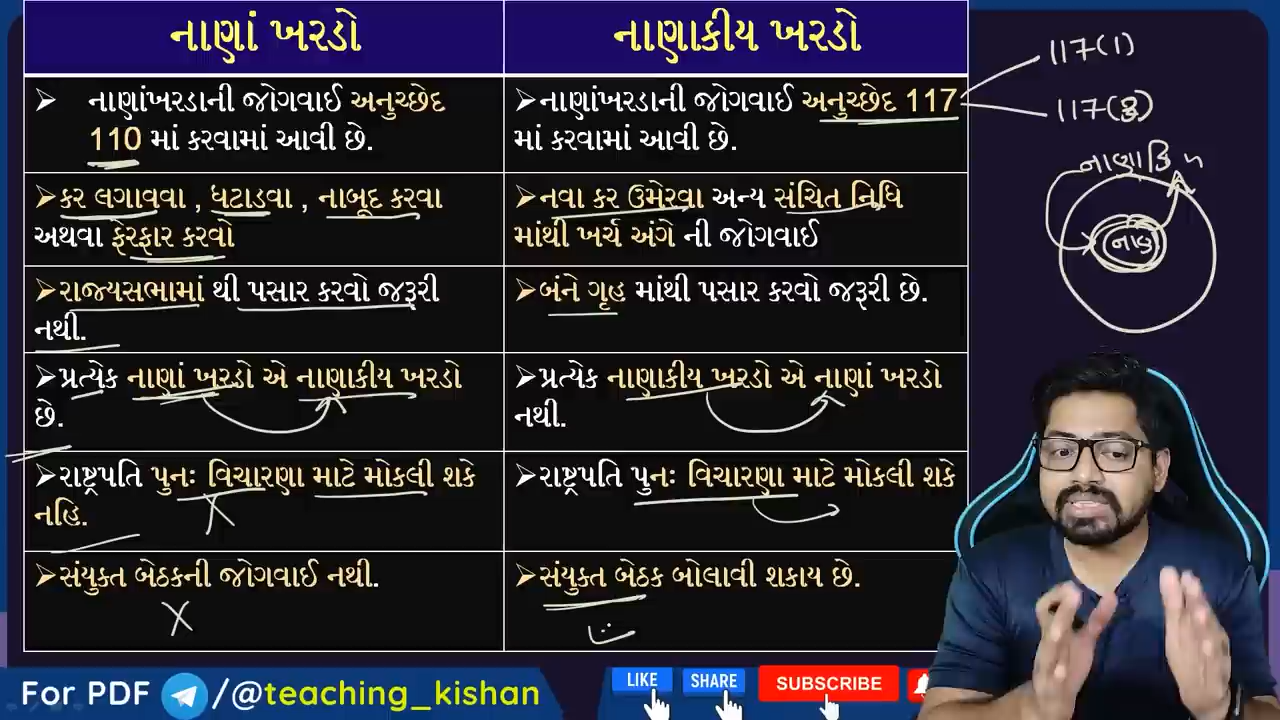 નાણાં ખરડો
નાણાકીય ખરડો
➢ નાણાંખરડાની જોગવાઈ અનુચ્છેદ
110 માં કરવામાં આવી છે.
➢નાણાંખરડાની જોગવાઈ અનુચ્છેદ 117
માં કરવામાં આવી છે.
➢કર લગાવવા , ધટાડવા , નાબૂદ કરવા
અથવા ફેરફાર કરવો
➢નવા કર ઉમેરવા અન્ય સંચિત નિધિ
માંથી ખર્ચ અંગે ની જોગવાઈ
➢રાજ્યસભામાં થી પસાર કરવો જરૂરી
નથી.
➢બંને ગૃહ માંથી પસાર કરવો જરૂરી છે.
➢પ્રત્યેક નાણાં ખરડો એ નાણાકીય ખરડો
છે.
➢પ્રત્યેક નાણાકીય ખરડો એ નાણાં ખરડો
નથી.
➢રાષ્ટ્રપતિ પુનઃ વિચારણા માટે મોકલી શકે
નહિ.
➢રાષ્ટ્રપતિ પુનઃ વિચારણા માટે મોકલી શકે
➢સંયુક્ત બેઠકની જોગવાઈ નથી.
➢સંયુક્ત બેઠક બોલાવી શકાય છે.
117(1)
117(3)
નાણાકિય
નાણા
For PDF /@teaching_kishan
LIKE
SHARE
SUBSCRIBE